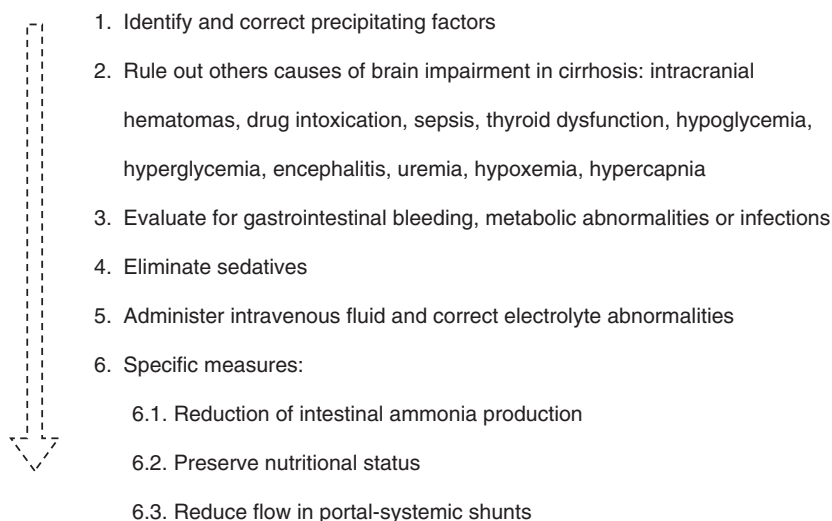 1. Identify and correct precipitating factors
2. Rule out others causes of brain impairment in cirrhosis: intracranial
hematomas, drug intoxication, sepsis, thyroid dysfunction, hypoglycemia,
hyperglycemia, encephalitis, uremia, hypoxemia, hypercapnia
3. Evaluate for gastrointestinal bleeding, metabolic abnormalities or infections
4. Eliminate sedatives
5. Administer intravenous fluid and correct electrolyte abnormalities
6. Specific measures:
6.1. Reduction of intestinal ammonia production
6.2. Preserve nutritional status
6.3. Reduce flow in portal-systemic shunts